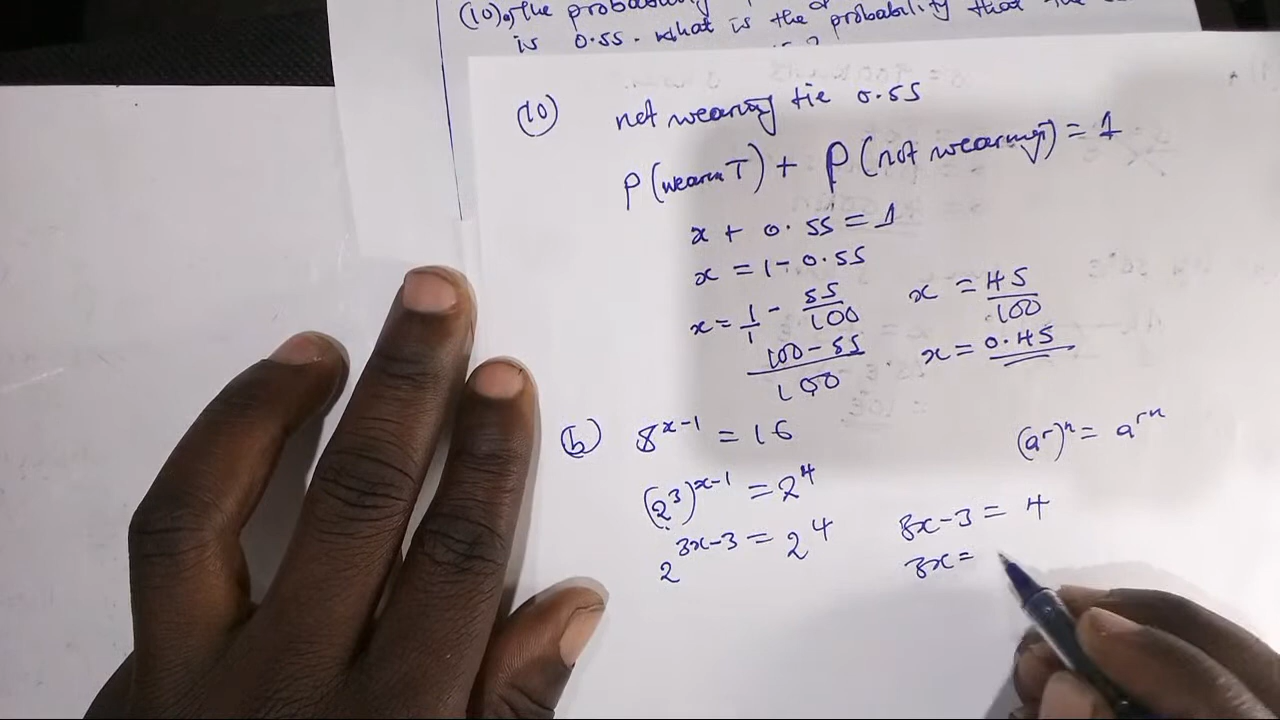 (10)a) The probability
is 0.55. What is the probability that the
(10) not wearing tie 0.55
P(wearin T) + P(not wearing) = 1
x + 0.55 = 1
x = 1 - 0.55
x = 1/1 - 55/100
100 - 55/100
x = 45/100
x = 0.45
(b) 8^{x-1} = 16
(a^r)^n = a^{rn}
(2^3)^{x-1} = 2^4
2^{3x-3} = 2^4
3x - 3 = 4
3x =